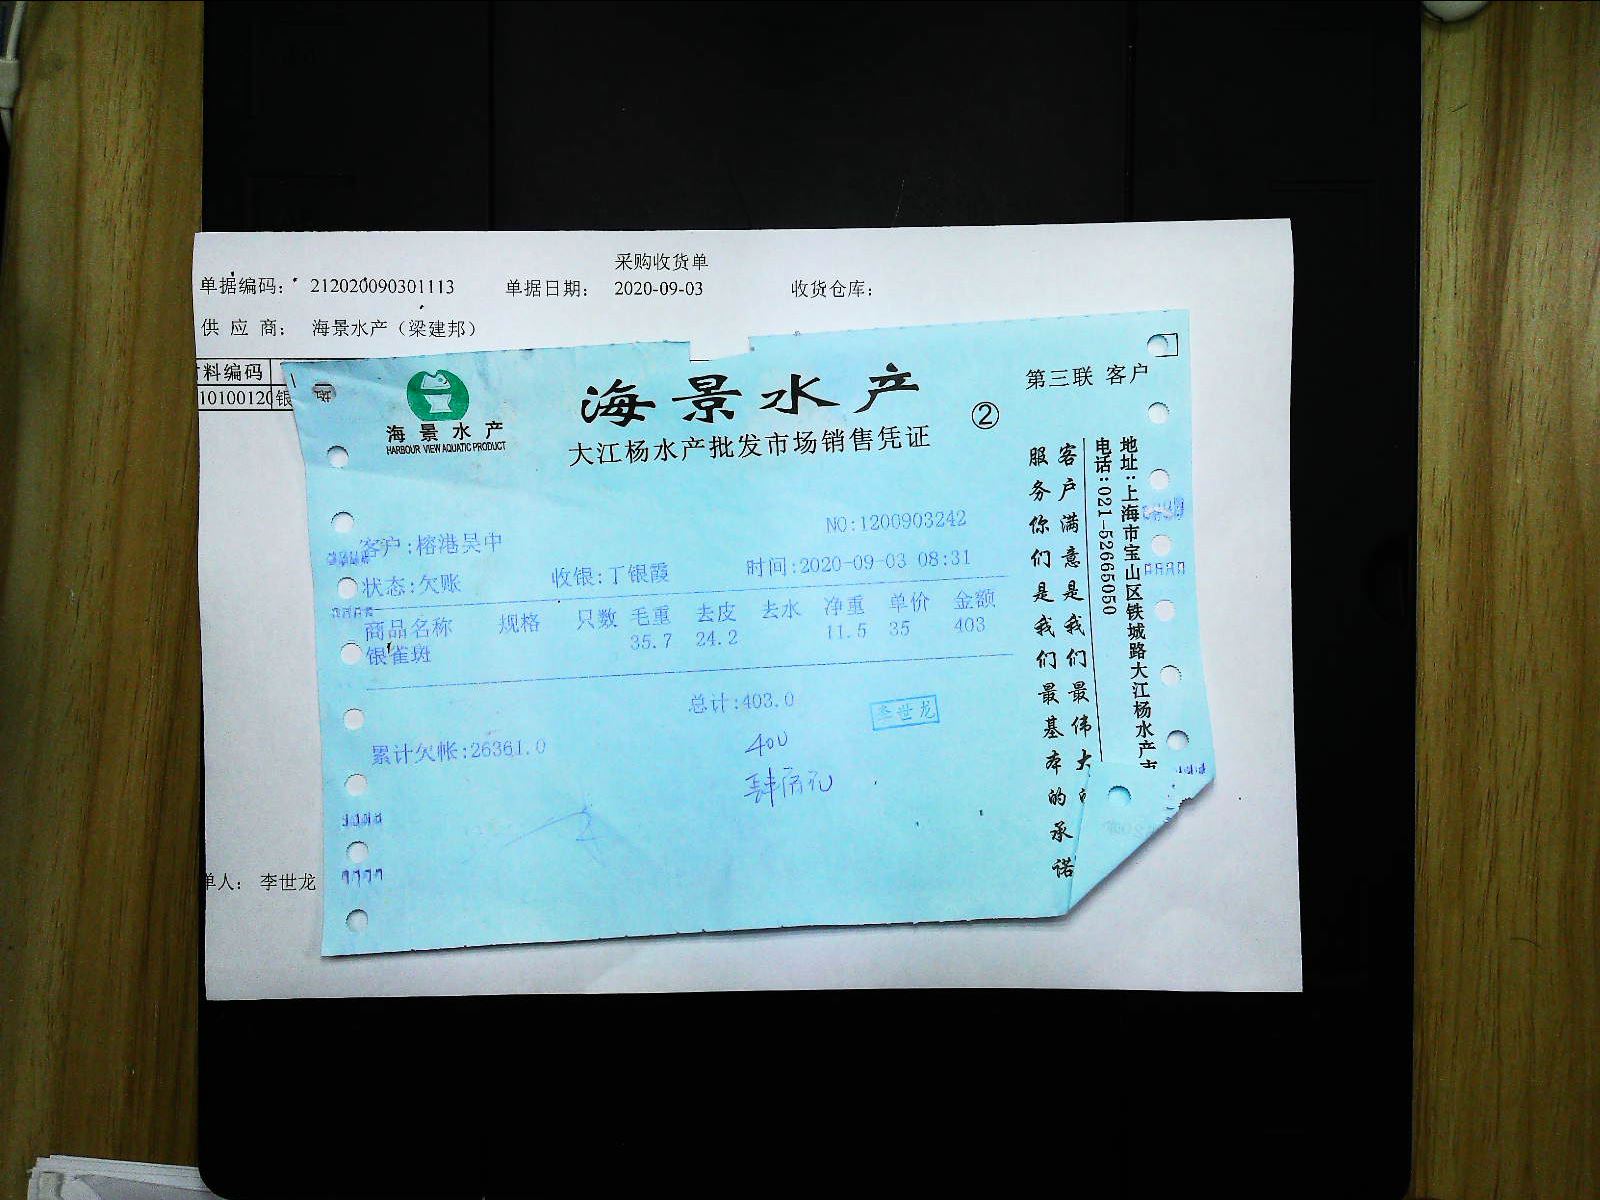 采购收货单
单据编码： 212020090301113 单据日期： 2020-09-03 收货仓库：
供 应 商： 海景水产（梁建邦）
料编码
10100120 银
海景水产
HARBOUR VIEW AQUATIC PRODUCT
海景水产
大江杨水产批发市场销售凭证
②
第三联 客户
NO:1200903242
客户:榕港吴中
状态:欠账 收银:丁银霞 时间:2020-09-03 08:31
商品名称 规格 只数 毛重 去皮 去水 净重 单价 金额
银雀斑 35.7 24.2 11.5 35 403
总计:403.0
李世龙
累计欠帐:26361.0
400
肆佰元
客户满意是我们最伟大的
服务你们是我们最基本的承诺
地址:上海市宝山区铁城路大江杨水产市
电话:021-52665050
单人： 李世龙